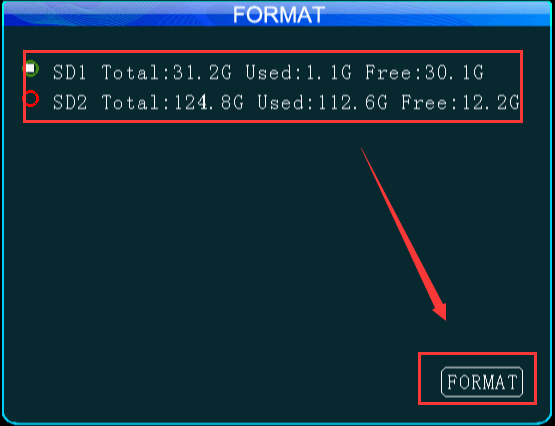 FORMAT
SD1 Total:31.2G Used:1.1G Free:30.1G
SD2 Total:124.8G Used:112.6G Free:12.2G
FORMAT